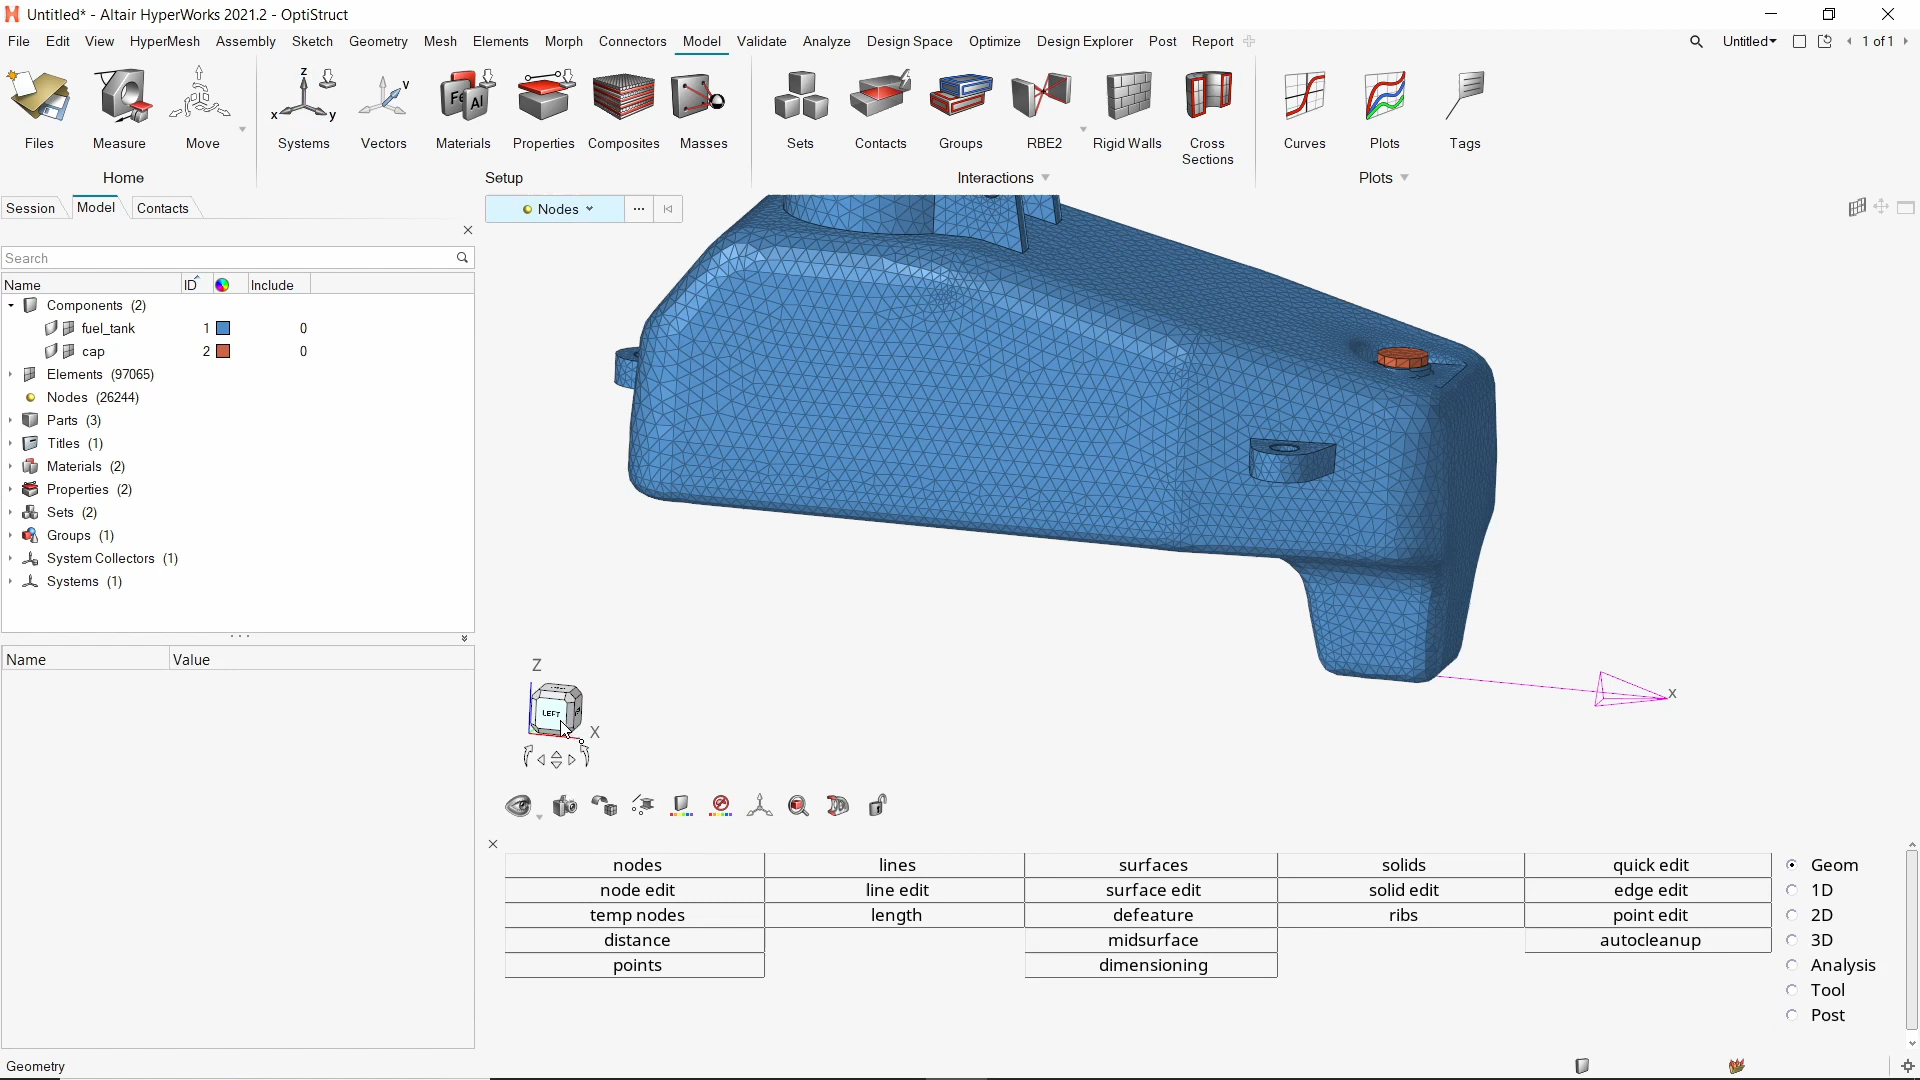 Untitled* - Altair HyperWorks 2021.2 - OptiStruct
File Edit View HyperMesh Assembly Sketch Geometry Mesh Elements Morph Connectors Model Validate Analyze Design Space Optimize Design Explorer Post Report Untitled 1 of 1
Fe Al
z x y v
Files Measure Move Systems Vectors Materials Properties Composites Masses Sets Contacts Groups RBE2 Rigid Walls Cross Sections Curves Plots Tags
Home Setup Interactions Plots
Session Model Contacts
Nodes
Search
Name ID Include
Components (2)
fuel_tank 1 0
cap 2 0
Elements (97065)
Nodes (26244)
Parts (3)
Titles (1)
Materials (2)
Properties (2)
Sets (2)
Groups (1)
System Collectors (1)
Systems (1)
Name Value
Z
LEFT
X
x
nodes lines surfaces solids quick edit Geom
node edit line edit surface edit solid edit edge edit 1D
temp nodes length defeature ribs point edit 2D
distance midsurface autocleanup 3D
points dimensioning Analysis
Tool
Post
Geometry